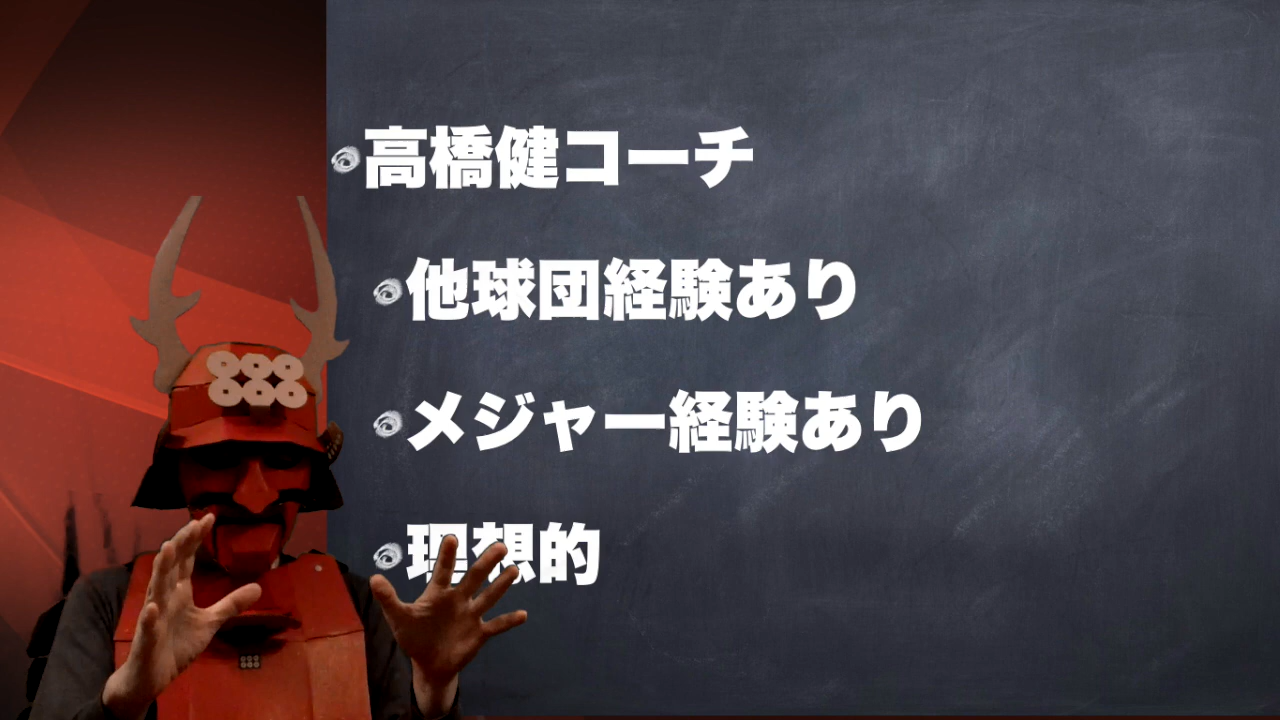 高橋健コーチ
他球団経験あり
メジャー経験あり
理想的